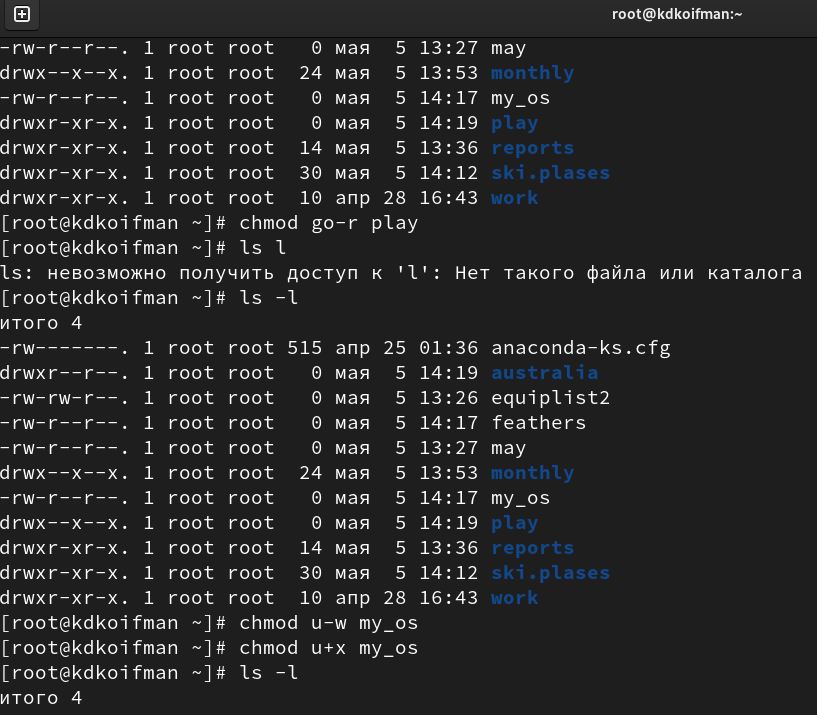 root@kdkoifman:~
-rw-r--r--. 1 root root   0 мая  5 13:27 may
drwx--x--x. 1 root root  24 мая  5 13:53 monthly
-rw-r--r--. 1 root root   0 мая  5 14:17 my_os
drwxr-xr-x. 1 root root   0 мая  5 14:19 play
drwxr-xr-x. 1 root root  14 мая  5 13:36 reports
drwxr-xr-x. 1 root root  30 мая  5 14:12 ski.plases
drwxr-xr-x. 1 root root  10 апр 28 16:43 work
[root@kdkoifman ~]# chmod go-r play
[root@kdkoifman ~]# ls l
ls: невозможно получить доступ к 'l': Нет такого файла или каталога
[root@kdkoifman ~]# ls -l
итого 4
-rw-------. 1 root root 515 апр 25 01:36 anaconda-ks.cfg
drwxr--r--. 1 root root   0 мая  5 14:19 australia
-rw-rw-r--. 1 root root   0 мая  5 13:26 equiplist2
-rw-r--r--. 1 root root   0 мая  5 14:17 feathers
-rw-r--r--. 1 root root   0 мая  5 13:27 may
drwx--x--x. 1 root root  24 мая  5 13:53 monthly
-rw-r--r--. 1 root root   0 мая  5 14:17 my_os
drwx--x--x. 1 root root   0 мая  5 14:19 play
drwxr-xr-x. 1 root root  14 мая  5 13:36 reports
drwxr-xr-x. 1 root root  30 мая  5 14:12 ski.plases
drwxr-xr-x. 1 root root  10 апр 28 16:43 work
[root@kdkoifman ~]# chmod u-w my_os
[root@kdkoifman ~]# chmod u+x my_os
[root@kdkoifman ~]# ls -l
итого 4